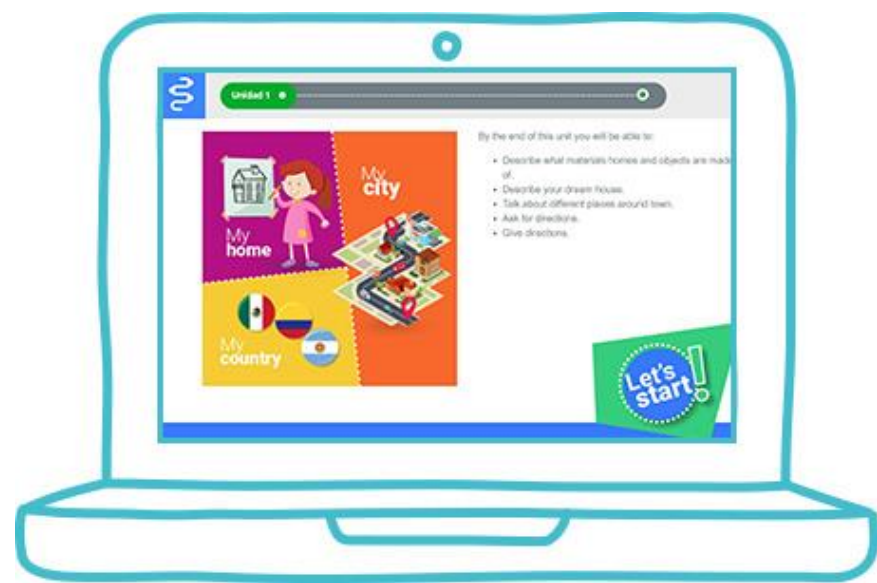 Unidad 1
By the end of this unit you will be able to:
• Describe what materials homes and objects are made
of.
• Describe your dream house.
• Talk about different places around town.
• Ask for directions.
• Give directions.
My
city
My
home
My
country
Let's
start!